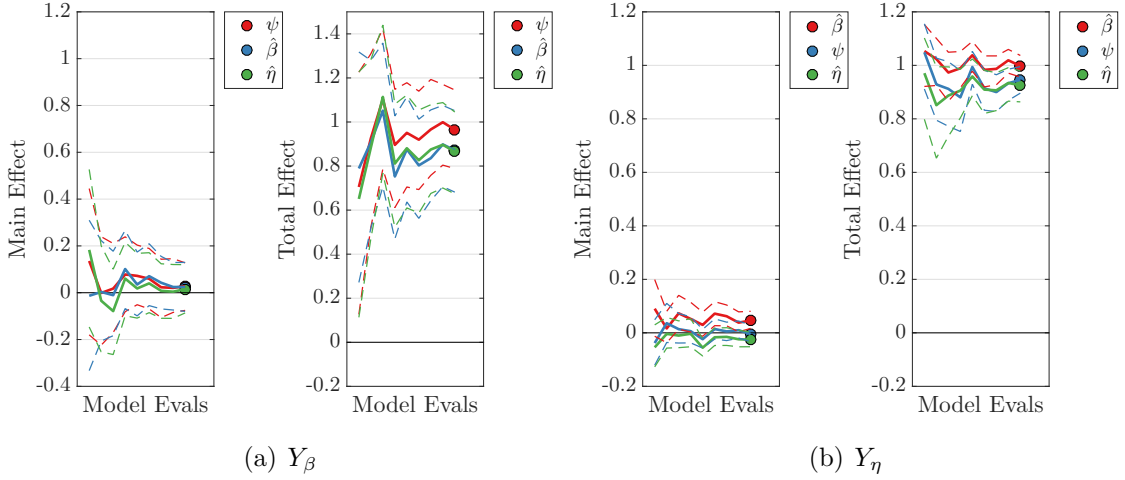 Main Effect
1.2
1
0.8
0.6
0.4
0.2
0
-0.2
-0.4
Model Evals
ψ
β̂
η̂
Total Effect
1.6
1.4
1.2
1
0.8
0.6
0.4
0.2
0
-0.2
Model Evals
ψ
β̂
η̂
(a) Y_β
Main Effect
1.2
1
0.8
0.6
0.4
0.2
0
-0.2
Model Evals
β̂
ψ
η̂
Total Effect
1.2
1
0.8
0.6
0.4
0.2
0
-0.2
Model Evals
β̂
ψ
η̂
(b) Y_η